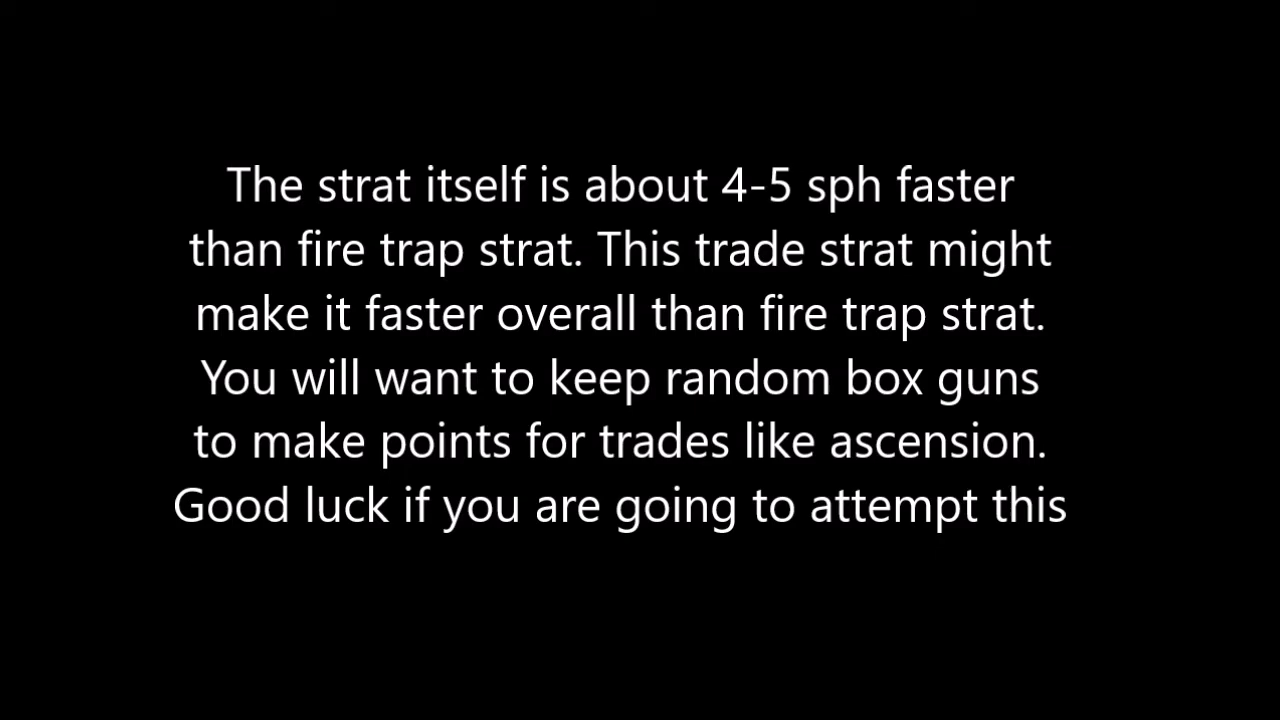 The strat itself is about 4-5 sph faster
than fire trap strat. This trade strat might
make it faster overall than fire trap strat.
You will want to keep random box guns
to make points for trades like ascension.
Good luck if you are going to attempt this